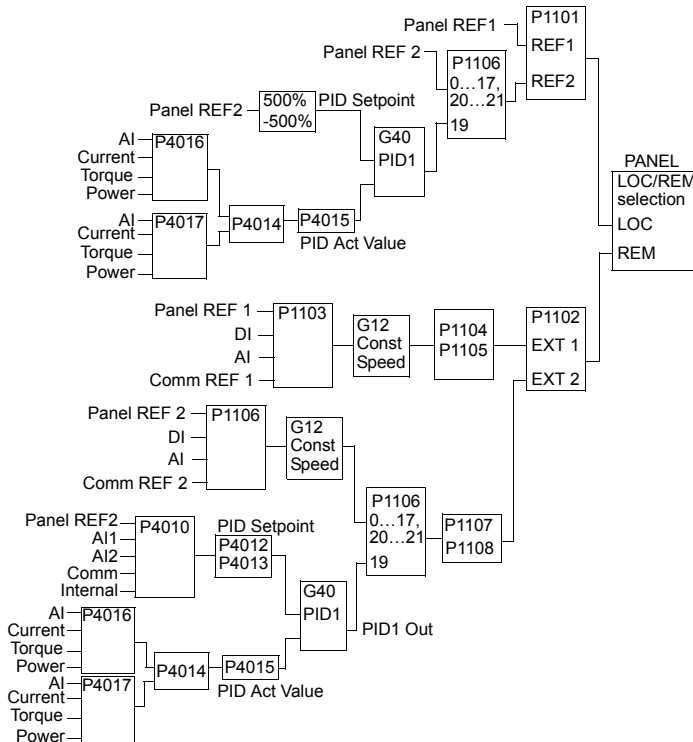 P1101
Panel REF1
REF1
REF2
Panel REF 2
P1106
0…17,
20…21
19
Panel REF2
500%
-500%
PID Setpoint
G40
PID1
AI
Current
Torque
Power
P4016
AI
Current
Torque
Power
P4017
P4014
P4015
PID Act Value
PANEL
LOC/REM
selection
LOC
REM
Panel REF 1
DI
AI
Comm REF 1
P1103
G12
Const
Speed
P1104
P1105
P1102
EXT 1
EXT 2
Panel REF 2
DI
AI
Comm REF 2
P1106
G12
Const
Speed
P1106
0…17,
20…21
19
P1107
P1108
Panel REF2
AI1
AI2
Comm
Internal
P4010
PID Setpoint
P4012
P4013
G40
PID1
PID1 Out
AI
Current
Torque
Power
P4016
AI
Current
Torque
Power
P4017
P4014
P4015
PID Act Value